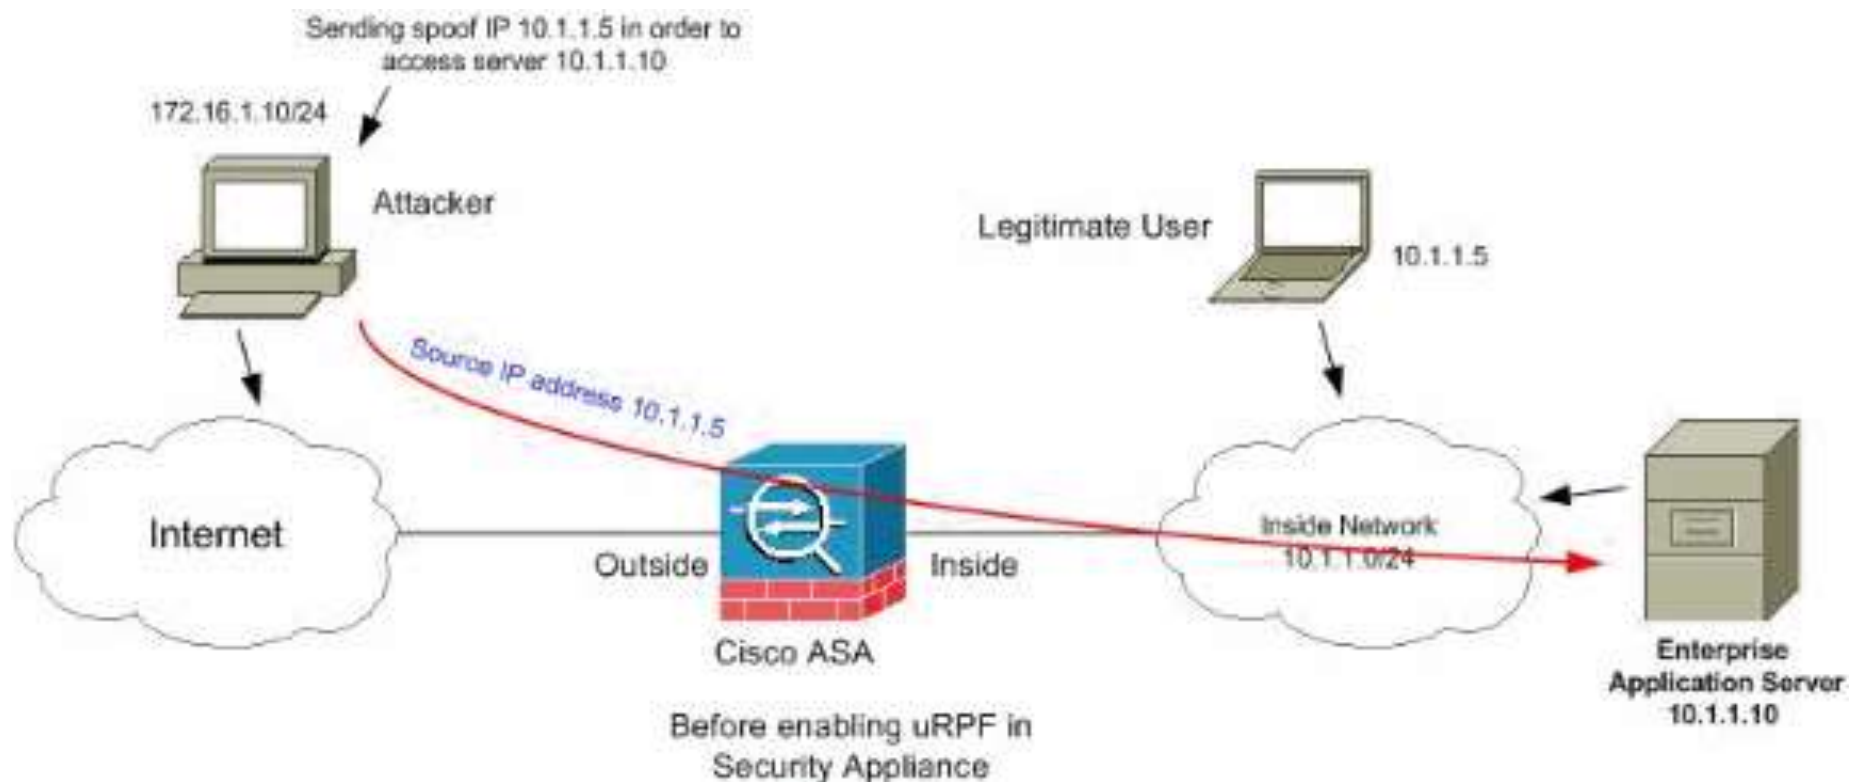 Sending spoof IP 10.1.1.5 in order to
access server 10.1.1.10
172.16.1.10/24
Attacker
Legitimate User
10.1.1.5
Source IP address 10.1.1.5
Internet
Outside
Inside
Inside Network
10.1.1.0/24
Cisco ASA
Enterprise
Application Server
10.1.1.10
Before enabling uRPF in
Security Appliance